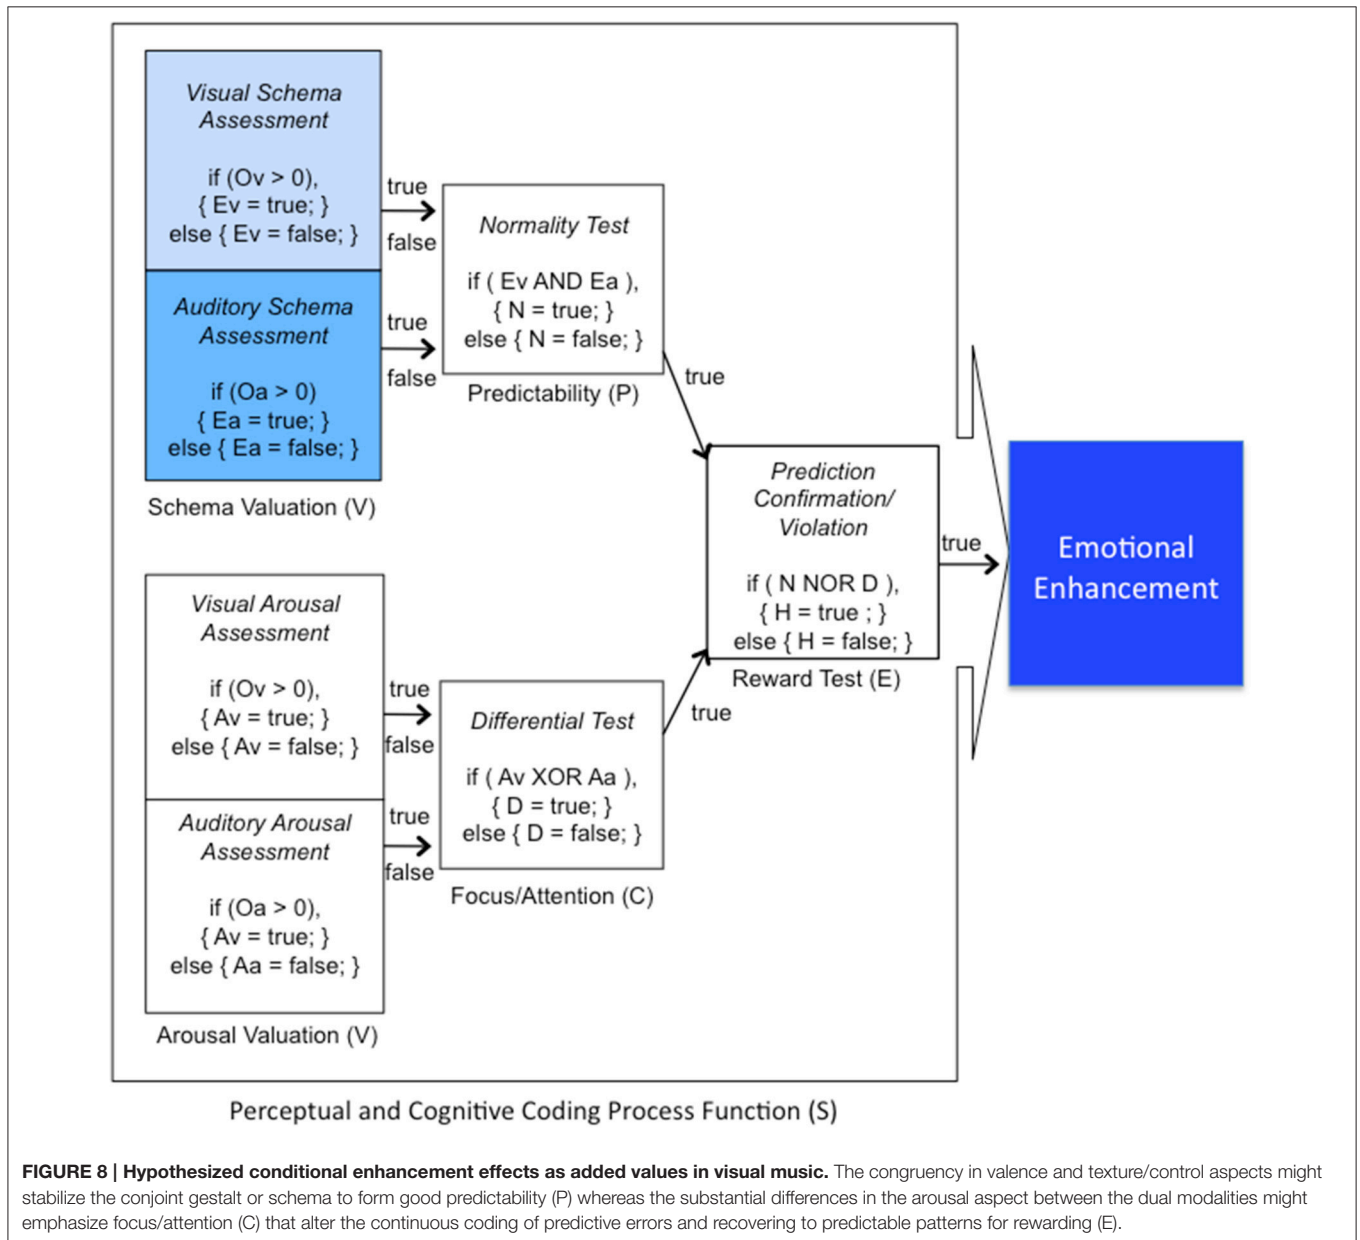 Visual Schema
Assessment
if (Ov > 0),
{ Ev = true; }
else { Ev = false; }
true
false
Auditory Schema
Assessment
if (Oa > 0)
{ Ea = true; }
else { Ea = false; }
true
false
Schema Valuation (V)
Normality Test
if ( Ev AND Ea ),
{ N = true; }
else { N = false; }
Predictability (P)
true
Visual Arousal
Assessment
if (Ov > 0),
{ Av = true; }
else { Av = false; }
true
false
Auditory Arousal
Assessment
if (Oa > 0),
{ Av = true; }
else { Aa = false; }
true
false
Arousal Valuation (V)
Differential Test
if ( Av XOR Aa ),
{ D = true; }
else { D = false; }
Focus/Attention (C)
true
Prediction
Confirmation/
Violation
if ( N NOR D ),
{ H = true ; }
else { H = false; }
Reward Test (E)
true
Emotional
Enhancement
Perceptual and Cognitive Coding Process Function (S)
FIGURE 8 | Hypothesized conditional enhancement effects as added values in visual music. The congruency in valence and texture/control aspects might
stabilize the conjoint gestalt or schema to form good predictability (P) whereas the substantial differences in the arousal aspect between the dual modalities might
emphasize focus/attention (C) that alter the continuous coding of predictive errors and recovering to predictable patterns for rewarding (E).